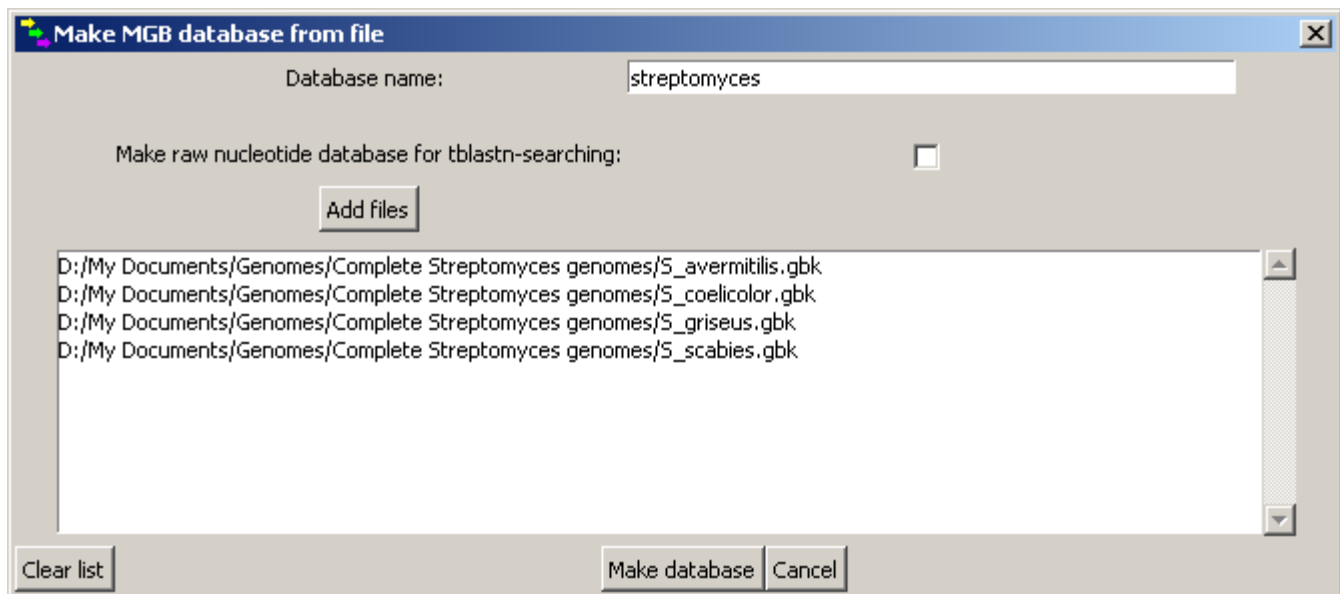 Make MGB database from file
Database name: streptomyces
Make raw nucleotide database for tblastn-searching:
Add files
D:/My Documents/Genomes/Complete Streptomyces genomes/S_avermitilis.gbk
D:/My Documents/Genomes/Complete Streptomyces genomes/S_coelicolor.gbk
D:/My Documents/Genomes/Complete Streptomyces genomes/S_griseus.gbk
D:/My Documents/Genomes/Complete Streptomyces genomes/S_scabies.gbk
Clear list Make database Cancel